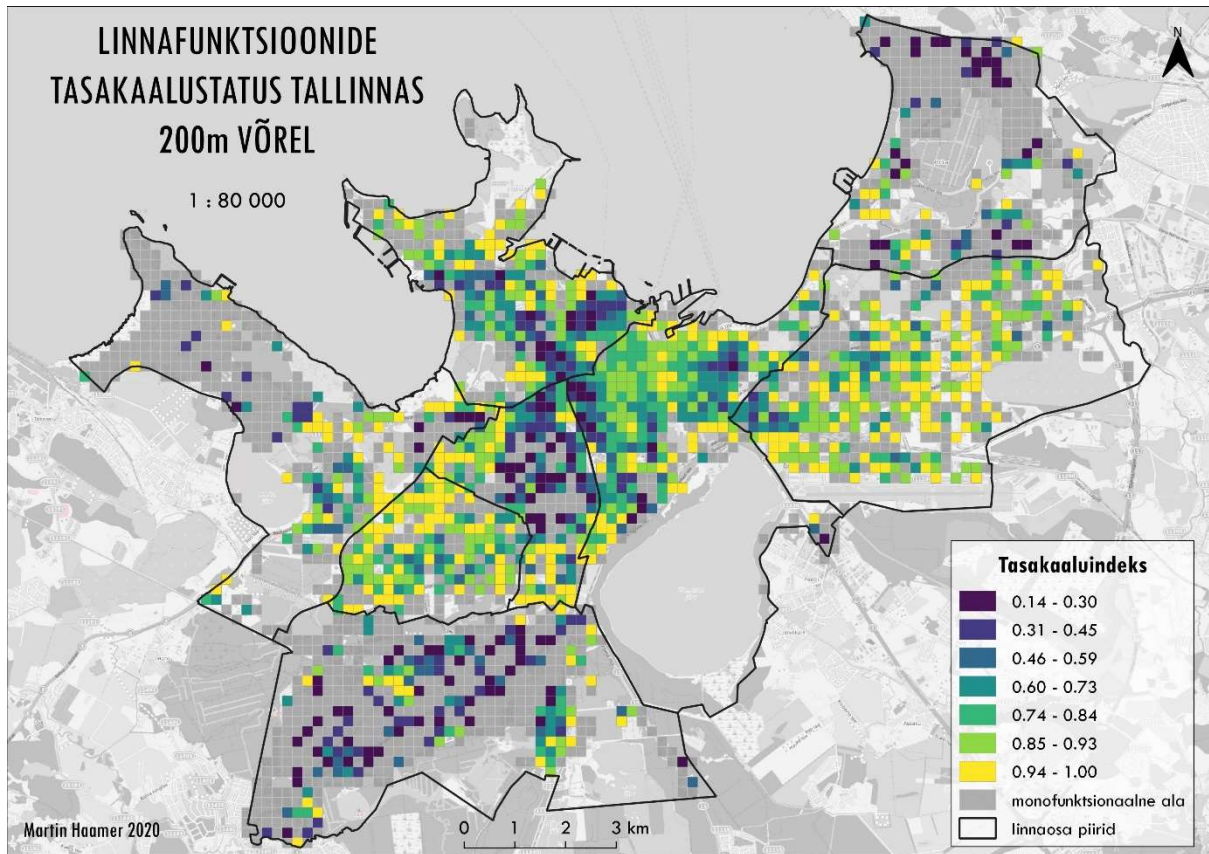 LINNAFUNKTSIOONIDE
TASAKAALUSTATUS TALLINNAS
200m VÕREL
1 : 80 000
N
Tasakaaluindeks
0.14 - 0.30
0.31 - 0.45
0.46 - 0.59
0.60 - 0.73
0.74 - 0.84
0.85 - 0.93
0.94 - 1.00
monofunktsionaalne ala
linnaosa piirid
Martin Haamer 2020
0 1 2 3 km